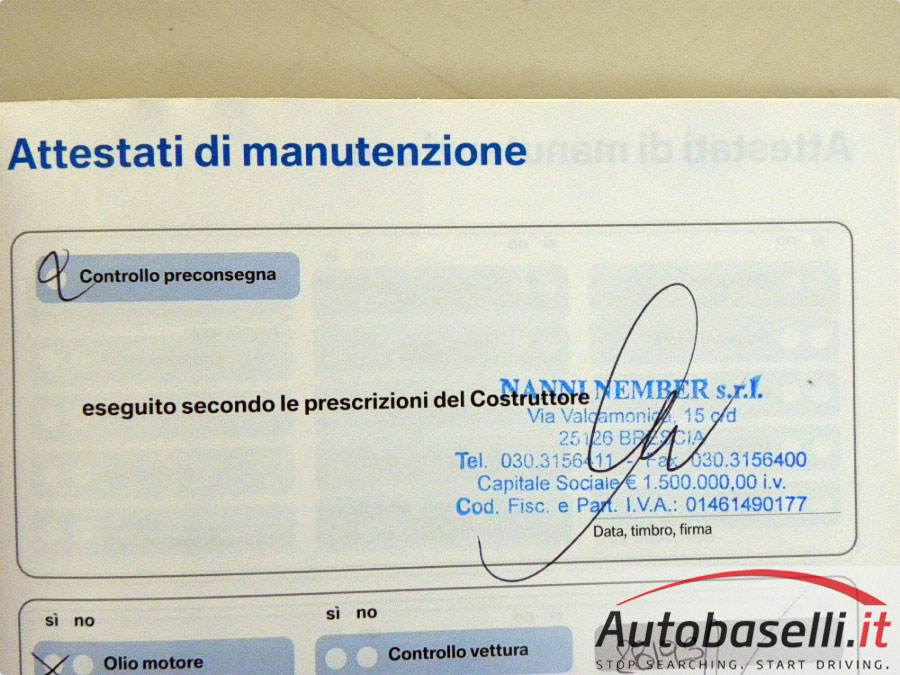 Attestati di manutenzione
Controllo preconsegna
eseguito secondo le prescrizioni del Costruttore
NANNI NEMBER s.r.l.
Via Valcamonica, 15 c/d
25126 BRESCIA
Tel. 030.3156411 - Fax 030.3156400
Capitale Sociale € 1.500.000,00 i.v.
Cod. Fisc. e Part. I.V.A.: 01461490177
Data, timbro, firma
sì no
sì no
Olio motore
Controllo vettura
Autobaselli.it
STOP SEARCHING. START DRIVING.